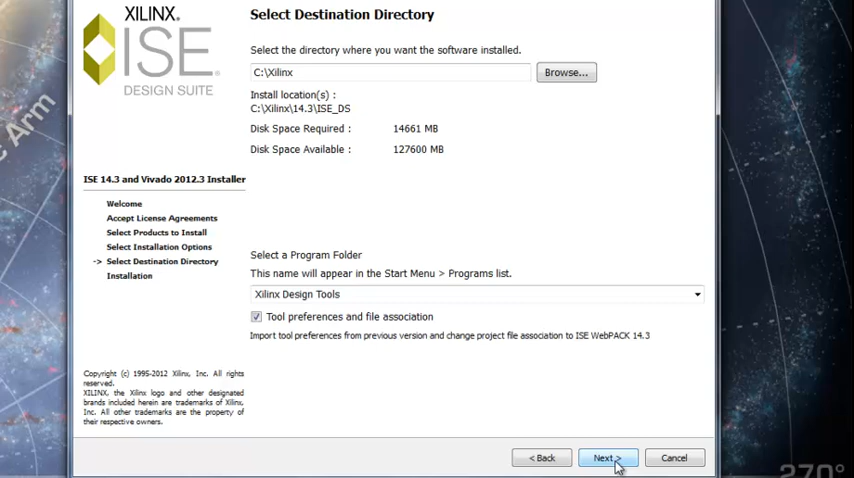 XILINX®
ISE®
DESIGN SUITE
Select Destination Directory
Select the directory where you want the software installed.
C:\Xilinx
Browse...
Install location(s) :
C:\Xilinx\14.3\ISE_DS
Disk Space Required : 14661 MB
Disk Space Available : 127600 MB
ISE 14.3 and Vivado 2012.3 Installer
Welcome
Accept License Agreements
Select Products to Install
Select Installation Options
-> Select Destination Directory
Installation
Select a Program Folder
This name will appear in the Start Menu > Programs list.
Xilinx Design Tools
Tool preferences and file association
Import tool preferences from previous version and change project file association to ISE WebPACK 14.3
Copyright (c) 1995-2012 Xilinx, Inc. All rights
reserved.
XILINX, the Xilinx logo and other designated
brands included herein are trademarks of Xilinx,
Inc. All other trademarks are the property of
their respective owners.
< Back
Next >
Cancel
c Arm
270°